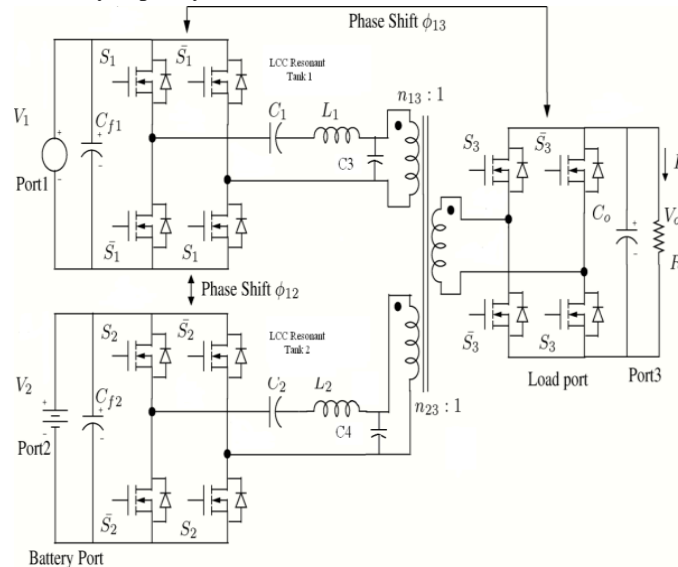 Phase Shift ϕ13
S1 S̄1
LCC Resonant
Tank 1
n13 : 1
V1
Cf1
+
-
+
-
C1 L1
C3
Port1
S̄1 S1
S3 S̄3
Co
+
-
Vo
Phase Shift ϕ12
S2 S̄2
LCC Resonant
Tank 2
S̄3 S3
Load port Port3
V2
Cf2
+
-
+
-
C2 L2
C4
n23 : 1
Port2
S̄2 S2
Battery Port